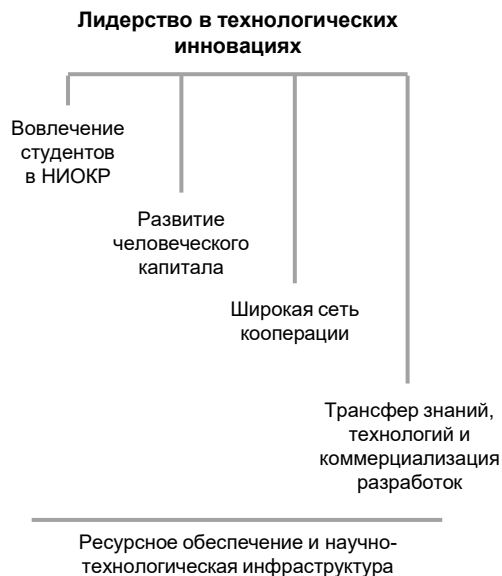 Лидерство в технологических
инновациях
Вовлечение
студентов
в НИОКР
Развитие
человеческого
капитала
Широкая сеть
кооперации
Трансфер знаний,
технологий и
коммерциализация
разработок
Ресурсное обеспечение и научно-
технологическая инфраструктура